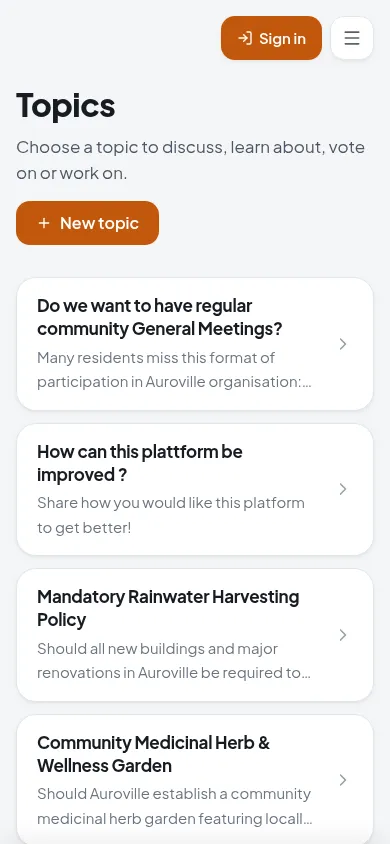 Sign in
Topics
Choose a topic to discuss, learn about, vote
on or work on.
+ New topic
Do we want to have regular
community General Meetings?
Many residents miss this format of
participation in Auroville organisation:...
How can this plattform be
improved ?
Share how you would like this platform
to get better!
Mandatory Rainwater Harvesting
Policy
Should all new buildings and major
renovations in Auroville be required to...
Community Medicinal Herb &
Wellness Garden
Should Auroville establish a community
medicinal herb garden featuring locall...